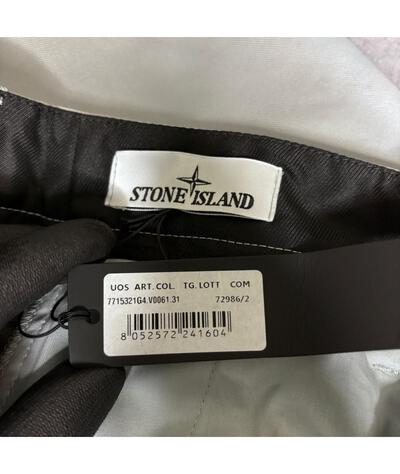 STONE ISLAND
UOS ART.COL. TG.LOTT COM
7715321G4.V0061.31 72986/2
8 052572 241604